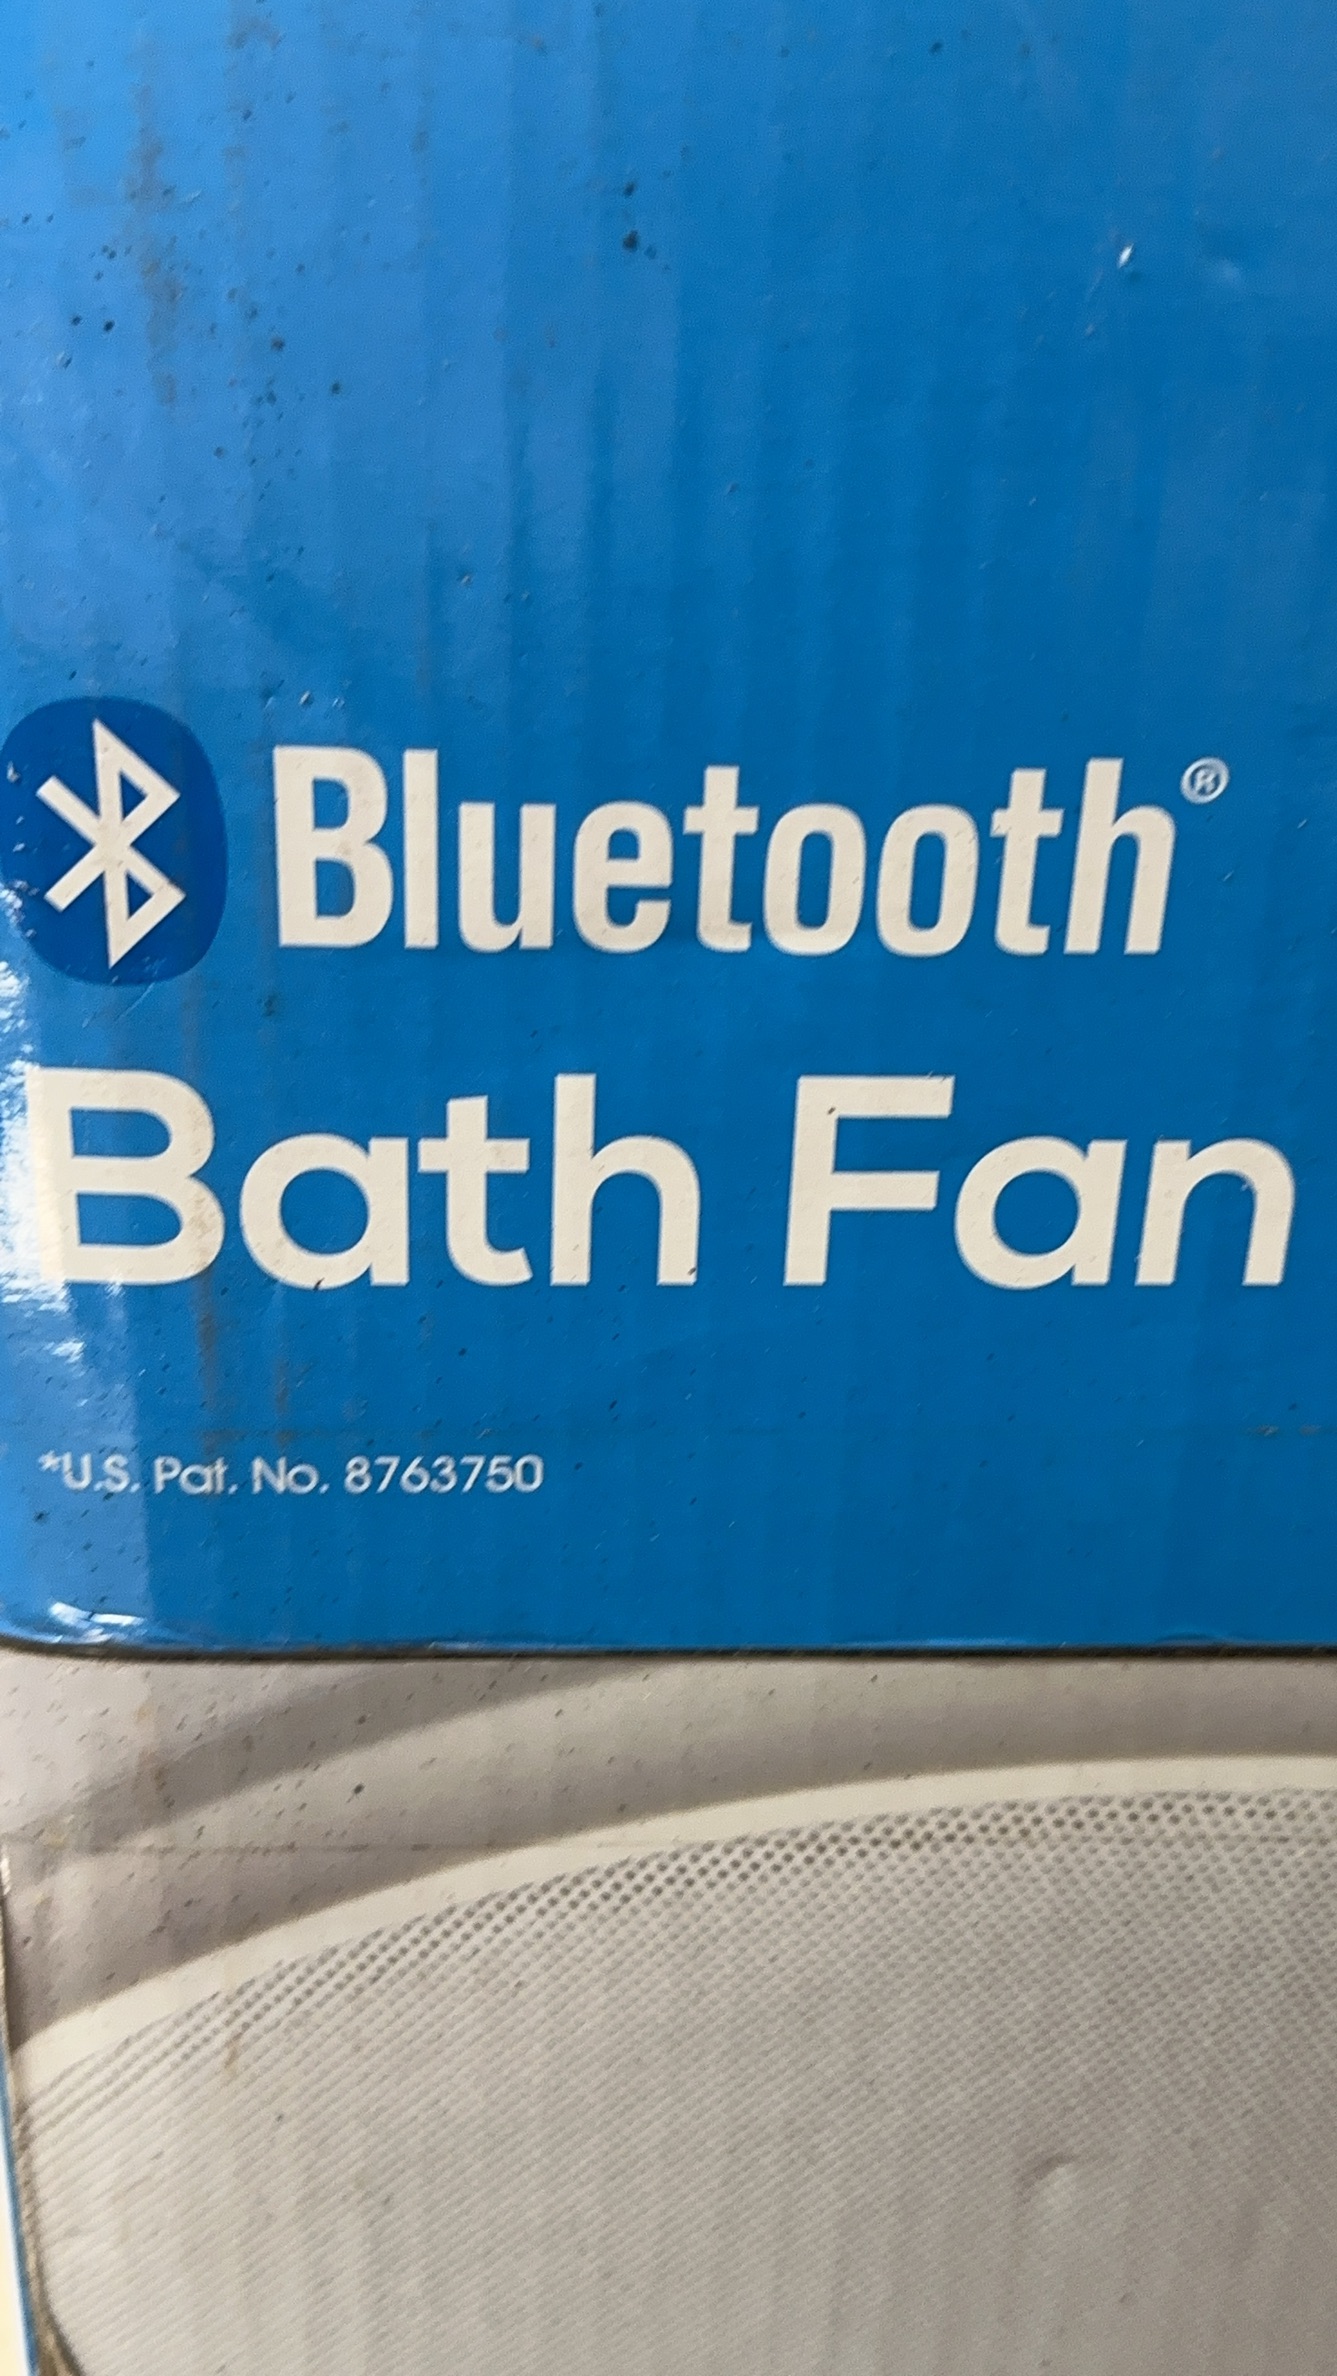 Bluetooth®
Bath Fan
*U.S. Pat. No. 8763750